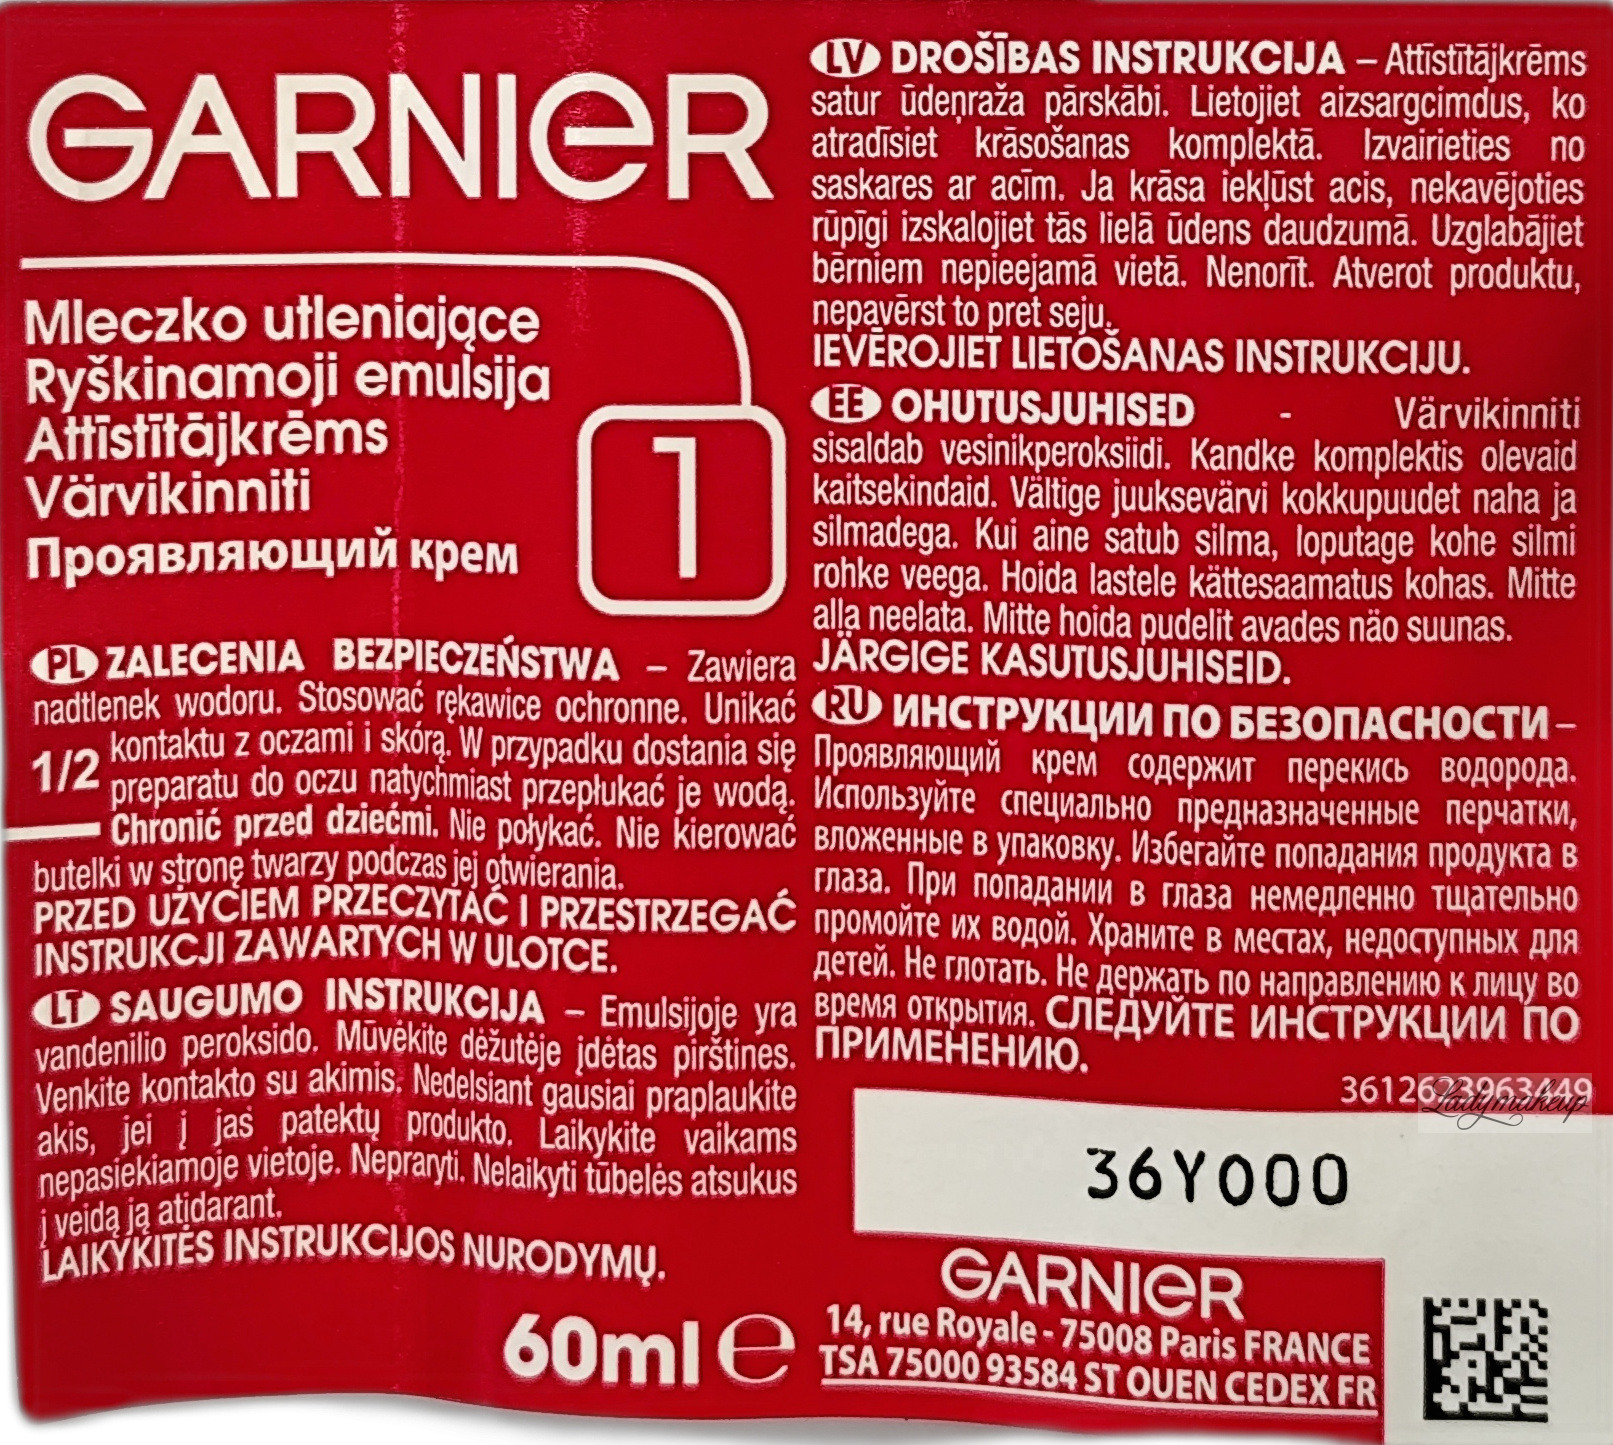 GARNIER
Mleczko utleniające
Ryškinamoji emulsija
Attīstītājkrēms
Värvikinniti
Проявляющий крем
1
PL ZALECENIA BEZPIECZEŃSTWA – Zawiera
nadtlenek wodoru. Stosować rękawice ochronne. Unikać
kontaktu z oczami i skórą. W przypadku dostania się
1/2
preparatu do oczu natychmiast przepłukać je wodą.
Chronić przed dziećmi. Nie połykać. Nie kierować
butelki w stronę twarzy podczas jej otwierania.
PRZED UŻYCIEM PRZECZYTAĆ I PRZESTRZEGAĆ
INSTRUKCJI ZAWARTYCH W ULOTCE.
LT SAUGUMO INSTRUKCIJA – Emulsijoje yra
vandenilio peroksido. Mūvėkite dėžutėje įdėtas pirštines.
Venkite kontakto su akimis. Nedelsiant gausiai praplaukite
akis, jei į jas patektų produkto. Laikykite vaikams
nepasiekiamoje vietoje. Nepraryti. Nelaikyti tūbelės atsukus
į veidą ją atidarant.
LAIKYKITĖS INSTRUKCIJOS NURODYMŲ.
60ml e
LV DROŠĪBAS INSTRUKCIJA – Attīstītājkrēms
satur ūdeņraža pārskābi. Lietojiet aizsargcimdus, ko
atradīsiet krāsošanas komplektā. Izvairieties no
saskares ar acīm. Ja krāsa iekļūst acis, nekavējoties
rūpīgi izskalojiet tās lielā ūdens daudzumā. Uzglabājiet
bērniem nepieejamā vietā. Nenorīt. Atverot produktu,
nepavērst to pret seju.
IEVĒROJIET LIETOŠANAS INSTRUKCIJU.
EE OHUTUSJUHISED - Värvikinniti
sisaldab vesinikperoksiidi. Kandke komplektis olevaid
kaitsekindaid. Vältige juuksevärvi kokkupuudet naha ja
silmadega. Kui aine satub silma, loputage kohe silmi
rohke veega. Hoida lastele kättesaamatus kohas. Mitte
alla neelata. Mitte hoida pudelit avades näo suunas.
JÄRGIGE KASUTUSJUHISEID.
RU ИНСТРУКЦИИ ПО БЕЗОПАСНОСТИ –
Проявляющий крем содержит перекись водорода.
Используйте специально предназначенные перчатки,
вложенные в упаковку. Избегайте попадания продукта в
глаза. При попадании в глаза немедленно тщательно
промойте их водой. Храните в местах, недоступных для
детей. Не глотать. Не держать по направлению к лицу во
время открытия. СЛЕДУЙТЕ ИНСТРУКЦИИ ПО
ПРИМЕНЕНИЮ.
Ladymakeup
36Y000
GARNIER
14, rue Royale - 75008 Paris FRANCE
TSA 75000 93584 ST OUEN CEDEX FR